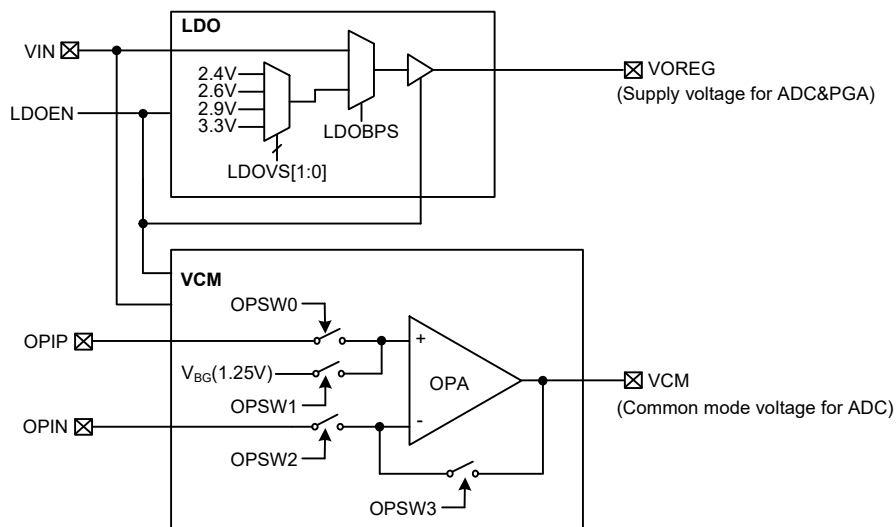 LDO
VIN
VOREG
(Supply voltage for ADC&PGA)
2.4V
2.6V
2.9V
3.3V
LDOEN
LDOBPS
LDOVS[1:0]
VCM
OPSW0
OPIP
+
VBG(1.25V)
OPA
VCM
(Common mode voltage for ADC)
OPSW1
OPIN
-
OPSW2
OPSW3